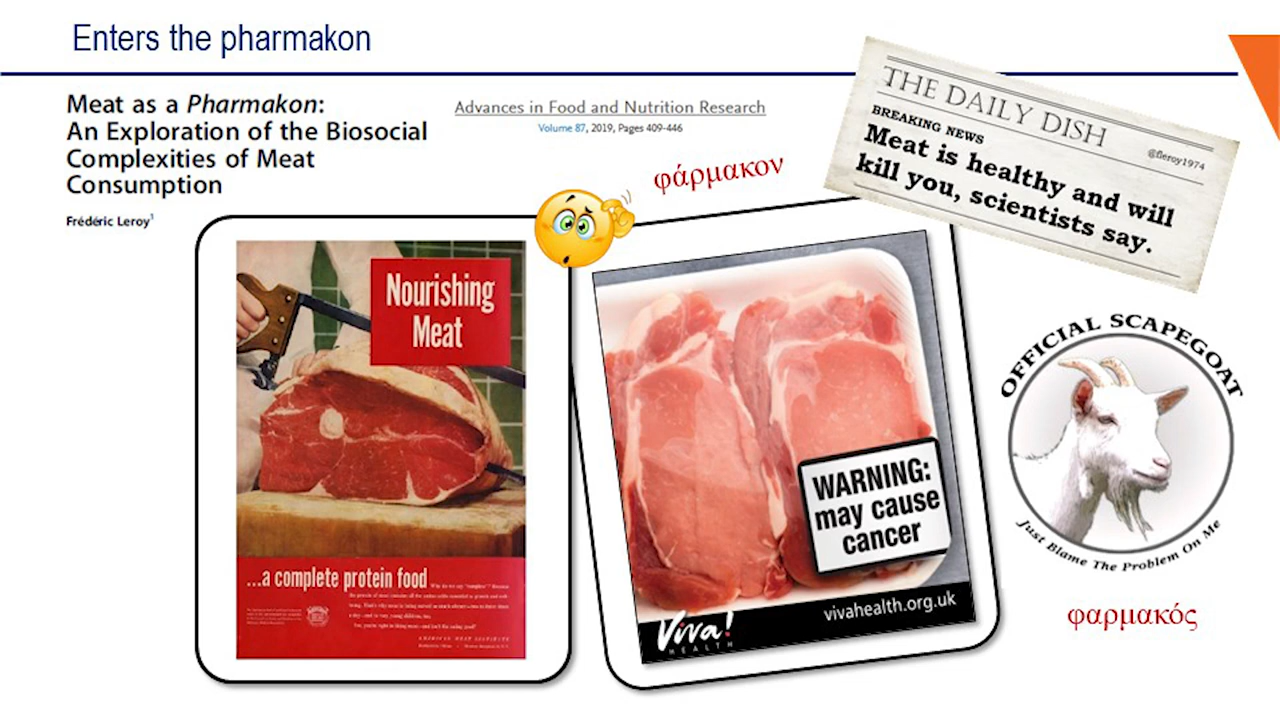 Enters the pharmakon
Meat as a Pharmakon:
An Exploration of the Biosocial
Complexities of Meat
Consumption
Frédéric Leroy¹
Advances in Food and Nutrition Research
Volume 87, 2019, Pages 409-446
φάρμακον
THE DAILY DISH
@fleroy1974
BREAKING NEWS
Meat is healthy and will
kill you, scientists say.
Nourishing
Meat
...a complete protein food
AMERICAN MEAT INSTITUTE
WARNING:
may cause
cancer
Viva!
HEALTH
vivahealth.org.uk
OFFICIAL SCAPEGOAT
Just Blame The Problem On Me
φαρμακός